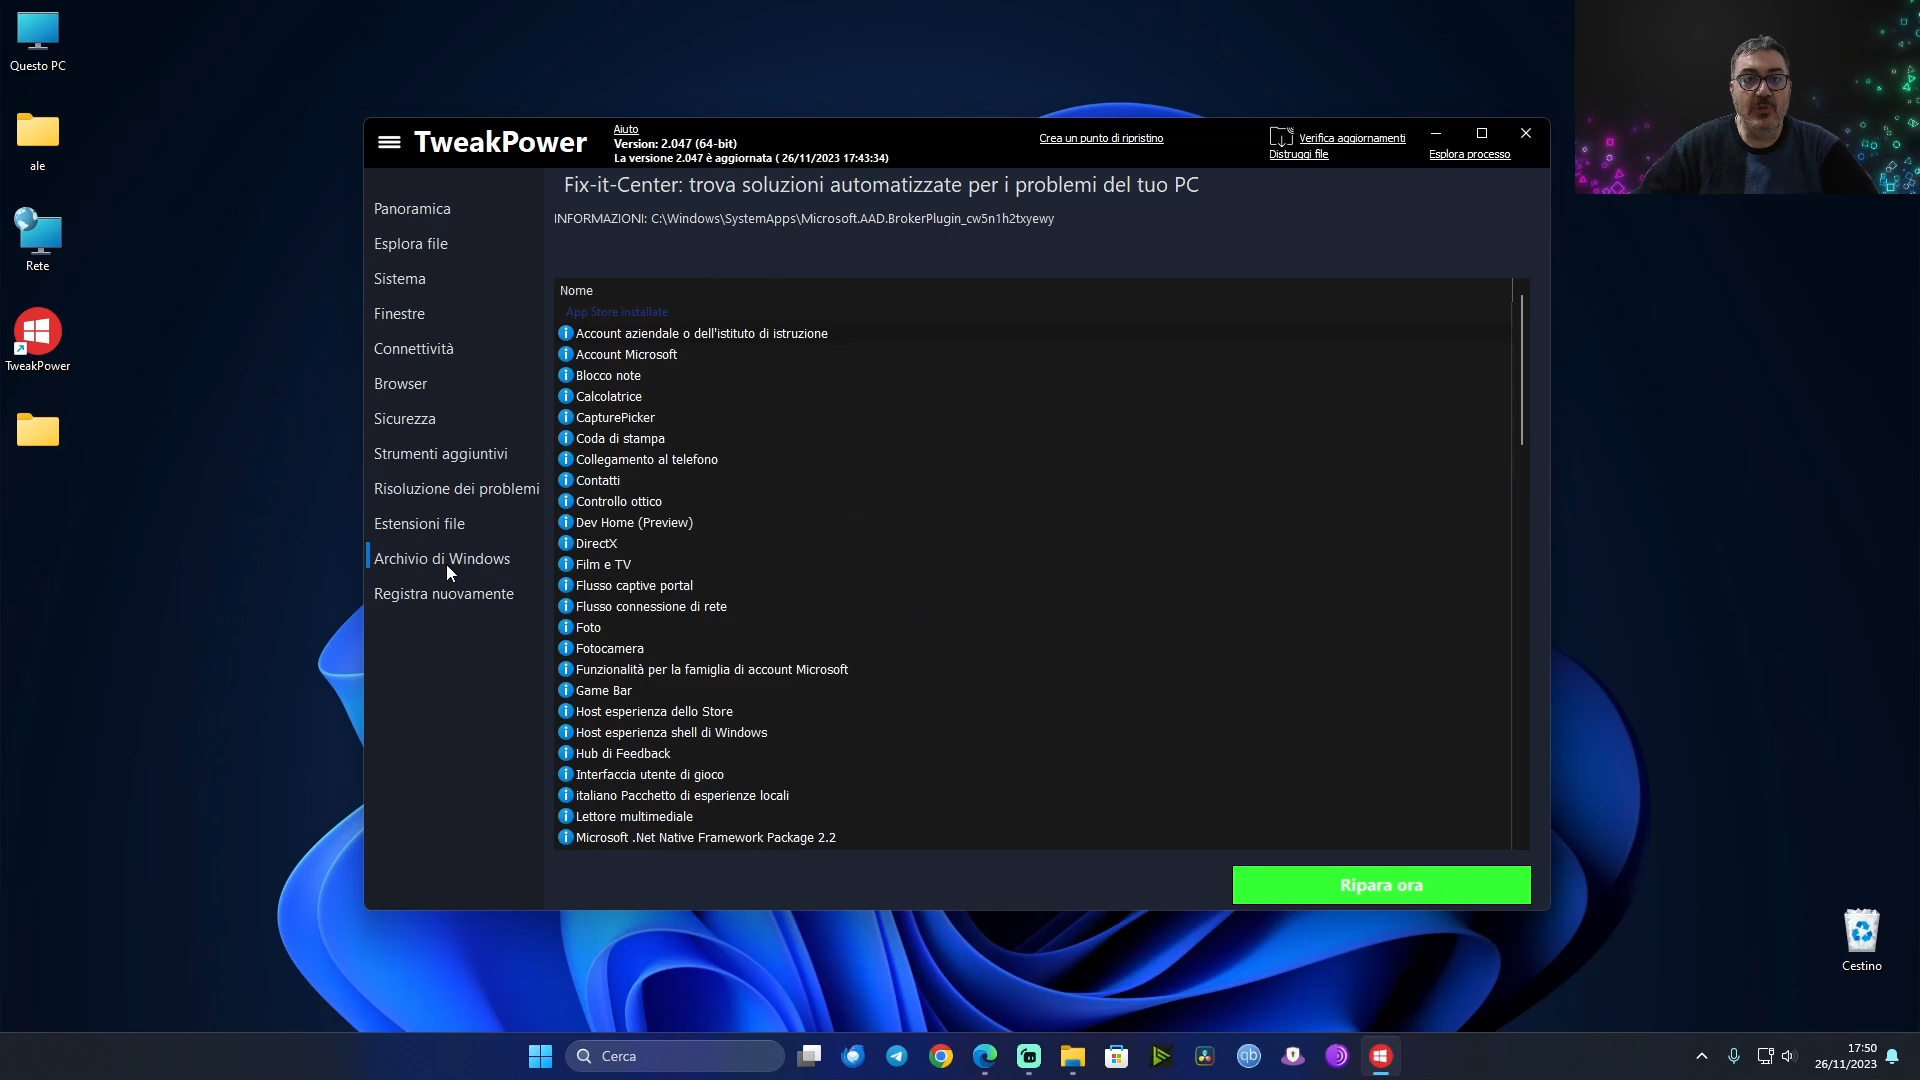 Questo PC
ale
Rete
TweakPower
TweakPower
Aiuto
Version: 2.047 (64-bit)
La versione 2.047 è aggiornata ( 26/11/2023 17:43:34)
Crea un punto di ripristino
Verifica aggiornamenti
Distruggi file
Esplora processo
Panoramica
Esplora file
Sistema
Finestre
Connettività
Browser
Sicurezza
Strumenti aggiuntivi
Risoluzione dei problemi
Estensioni file
Archivio di Windows
Registra nuovamente
Fix-it-Center: trova soluzioni automatizzate per i problemi del tuo PC
INFORMAZIONI: C:\Windows\SystemApps\Microsoft.AAD.BrokerPlugin_cw5n1h2txyewy
Nome
App Store installate
Account aziendale o dell'istituto di istruzione
Account Microsoft
Blocco note
Calcolatrice
CapturePicker
Coda di stampa
Collegamento al telefono
Contatti
Controllo ottico
Dev Home (Preview)
DirectX
Film e TV
Flusso captive portal
Flusso connessione di rete
Foto
Fotocamera
Funzionalità per la famiglia di account Microsoft
Game Bar
Host esperienza dello Store
Host esperienza shell di Windows
Hub di Feedback
Interfaccia utente di gioco
italiano Pacchetto di esperienze locali
Lettore multimediale
Microsoft .Net Native Framework Package 2.2
Ripara ora
Cestino
Cerca
qb
17:50
26/11/2023